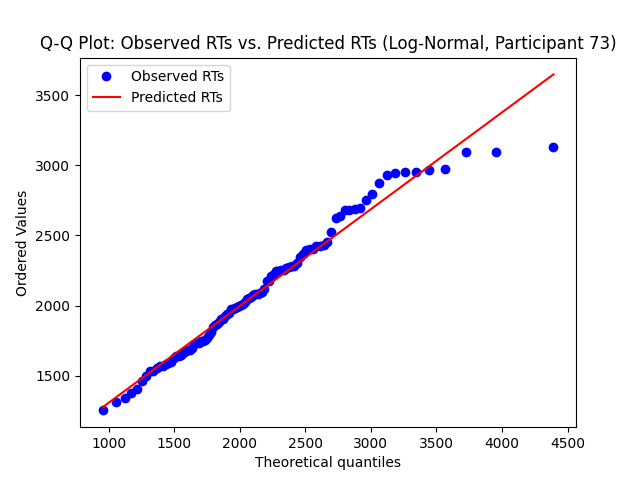 Q-Q Plot: Observed RTs vs. Predicted RTs (Log-Normal, Participant 73)
Observed RTs
Predicted RTs
Ordered Values
3500
3000
2500
2000
1500
1000 1500 2000 2500 3000 3500 4000 4500
Theoretical quantiles